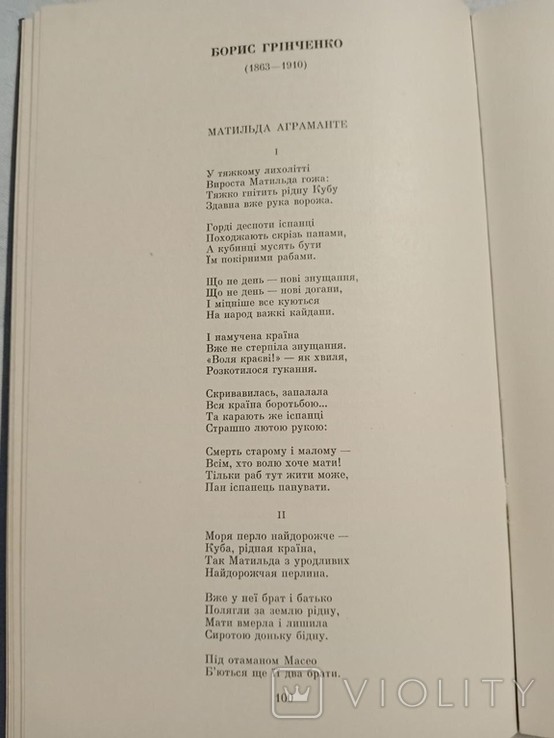 БОРИС ГРІНЧЕНКО
(1863—1910)
МАТИЛЬДА АГРАМАНТЕ
I
У тяжкому лихолітті
Вироста Матильда гожа:
Тяжко гнітить рідну Кубу
Здавна вже рука ворожа.
Горді деспоти іспанці
Походжають скрізь панами,
А кубинці мусять бути
Їм покірними рабами.
Що не день — нові знущання,
Що не день — нові догани,
І міцніше все куються
На народ важкі кайдани.
І намучена країна
Вже не стерпіла знущання.
«Воля краєві!» — як хвиля,
Розкотилося гукання.
Скривавилась, запалала
Вся країна боротьбою...
Та карають же іспанці
Страшно лютою рукою:
Смерть старому і малому —
Всім, хто волю хоче мати!
Тільки раб тут жити може,
Пан іспанець панувати.
II
Моря перло найдорожче —
Куба, рідная країна,
Так Матильда з уродливих
Найдорожчая перлина.
Вже у неї брат і батько
Полягли за землю рідну,
Мати вмерла і лишила
Сиротою доньку бідну.
Під отаманом Масео
Б'ються ще її два брати.
VIOLITY